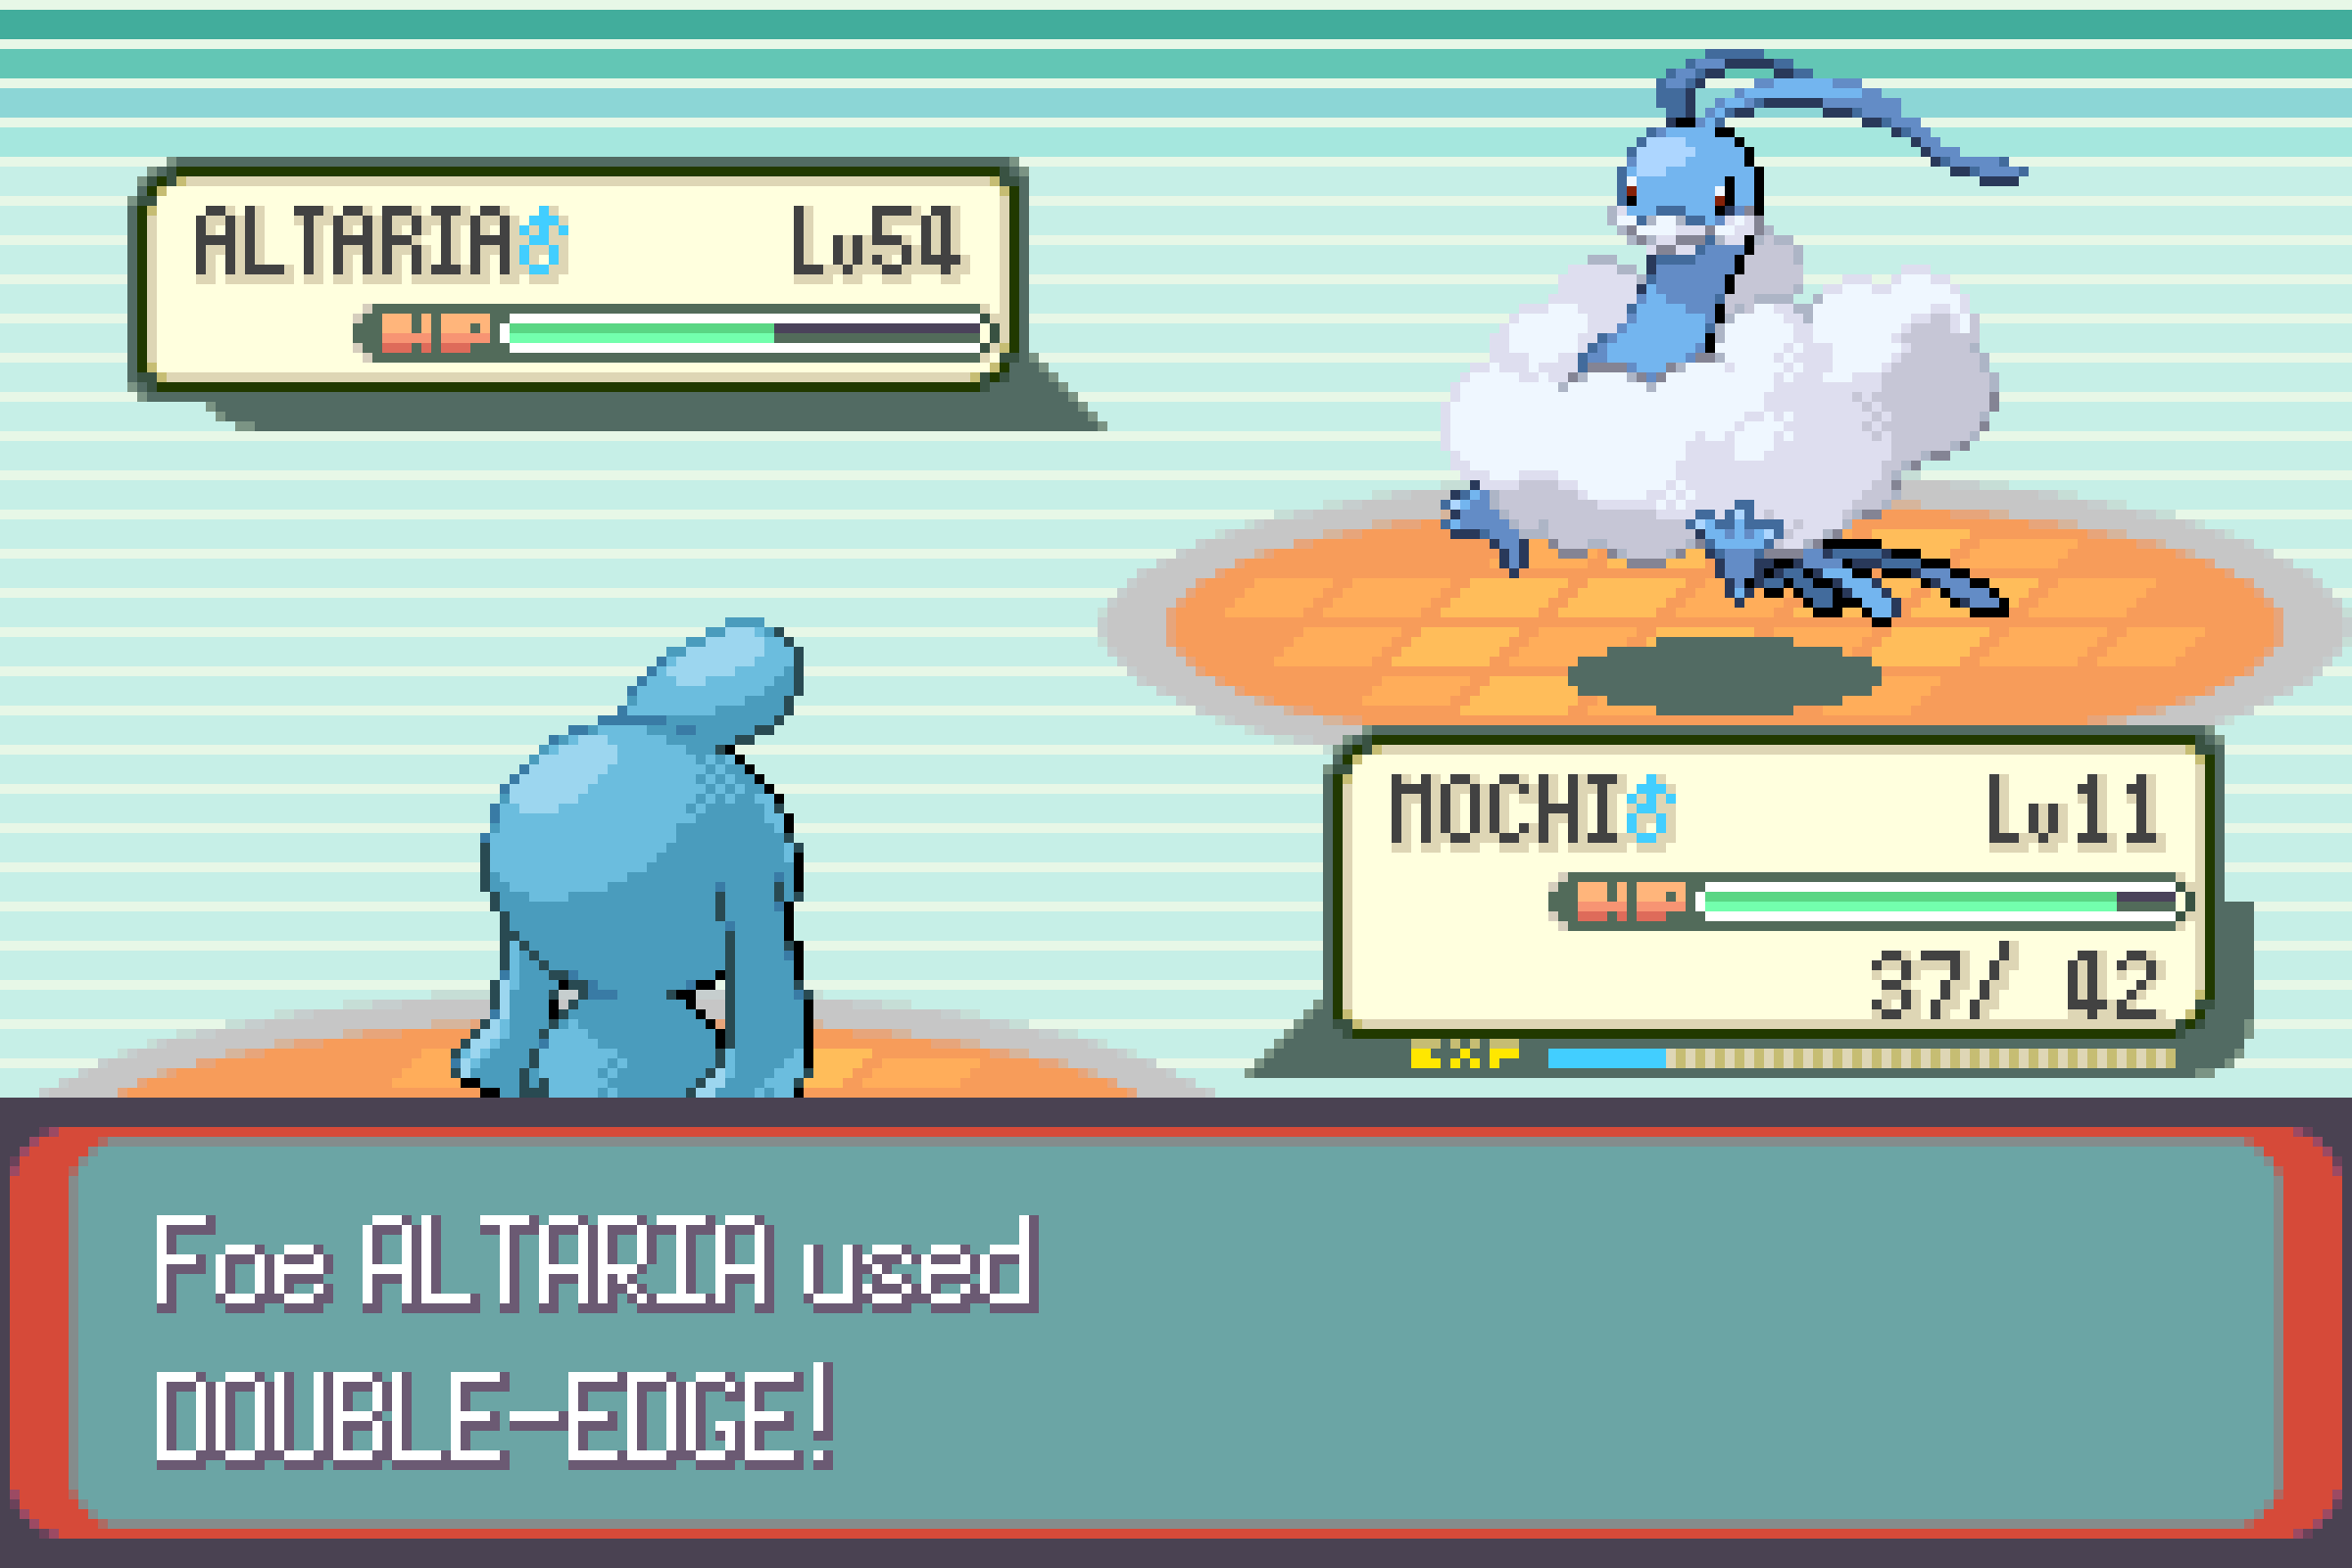 ALTARIA♂ Lv54
HP
MOCHI♂ Lv11
HP
37/ 42
EXP
Foe ALTARIA used
DOUBLE-EDGE!